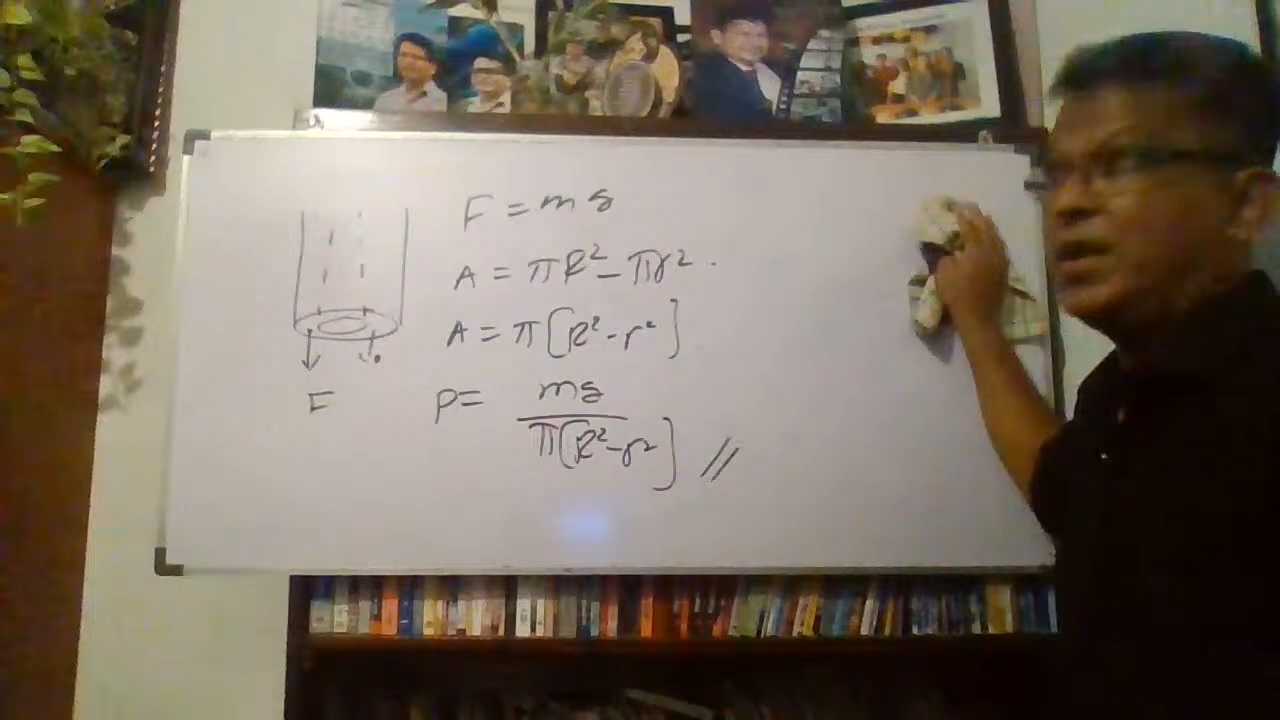 F = mg
A = πR² - πr².
A = π[R² - r²]
F
P = mg
π[R² - r²] //